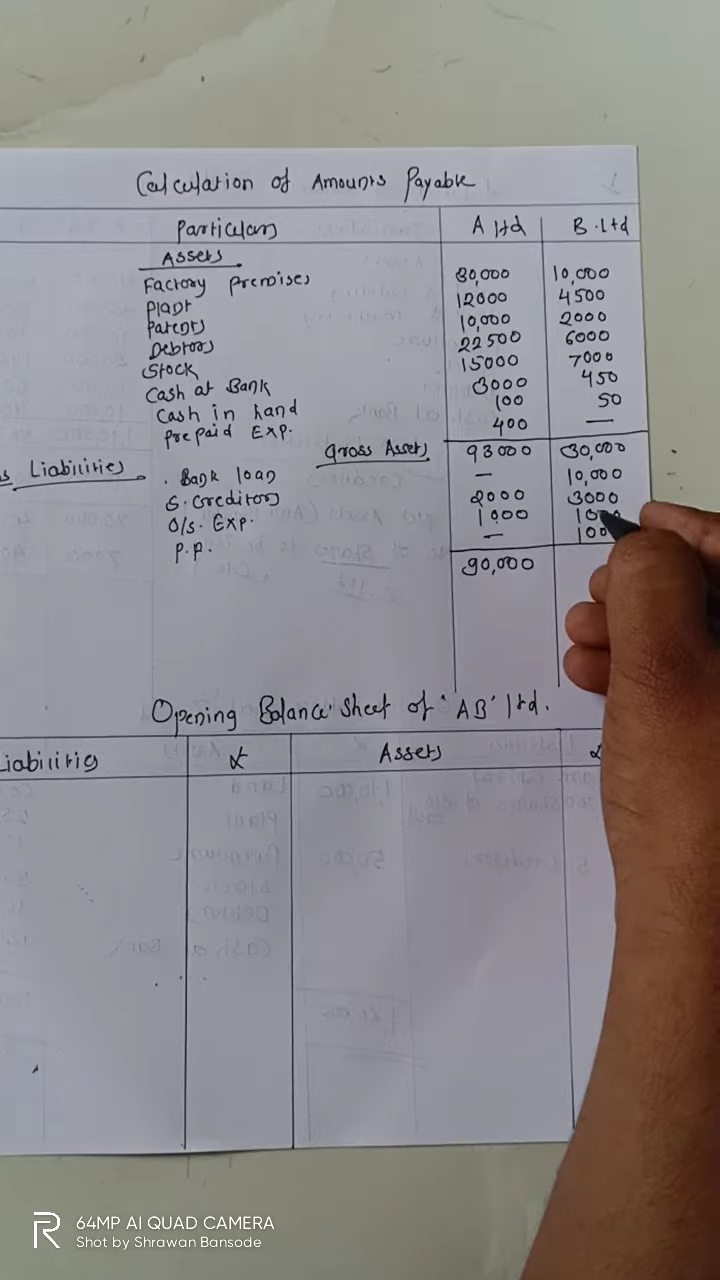 Calculation of Amounts Payable
Particulars A ltd B. Ltd
Assets
Factory premises 30,000 10,000
Plant 12000 4500
Patents 10,000 2000
Debtors 22500 6000
Stock 15000 7000
Cash at Bank 3000 450
Cash in hand 100 50
prepaid Exp. 400 —
Gross Assets 93000 30,000
Liabilities
Bank loan — 10,000
S. Creditors 2000 3000
O/s. Exp. 1000
P.P. —
90,000
Opening Balance Sheet of 'AB' ltd.
Liabilities Assets
64MP AI QUAD CAMERA
Shot by Shrawan Bansode